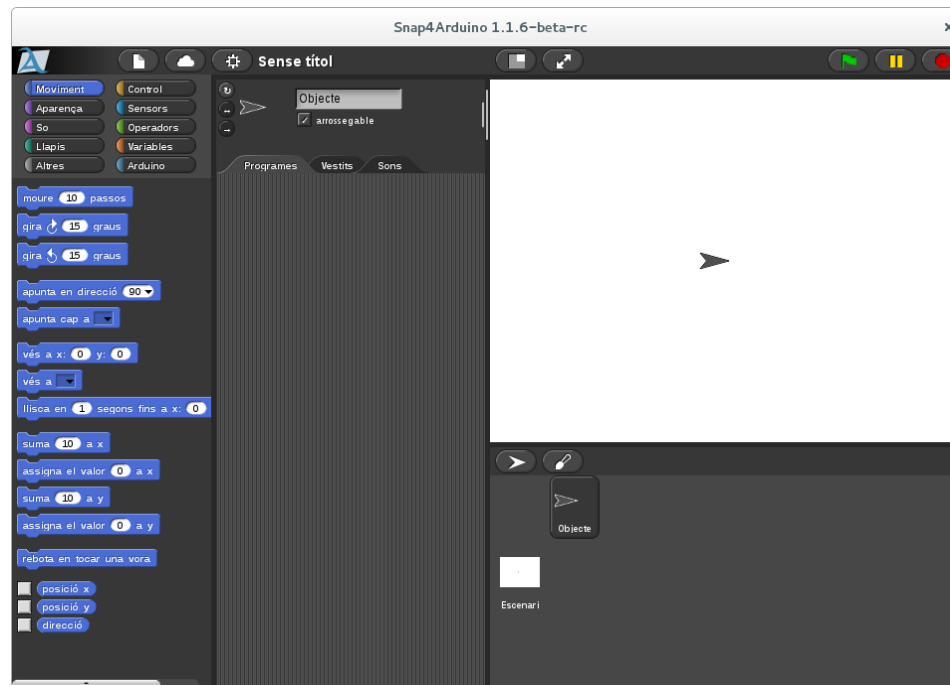 Snap4Arduino 1.1.6-beta-rc
Sense títol
Moviment Control
Aparença Sensors
So Operadors
Llapis Variables
Altres Arduino
Objecte
arrossegable
Programes Vestits Sons
moure 10 passos
gira 15 graus
gira 15 graus
apunta en direcció 90
apunta cap a
vés a x: 0 y: 0
vés a
llisca en 1 segons fins a x: 0
suma 10 a x
assigna el valor 0 a x
suma 10 a y
assigna el valor 0 a y
rebota en tocar una vora
posició x
posició y
direcció
Objecte
Escenari